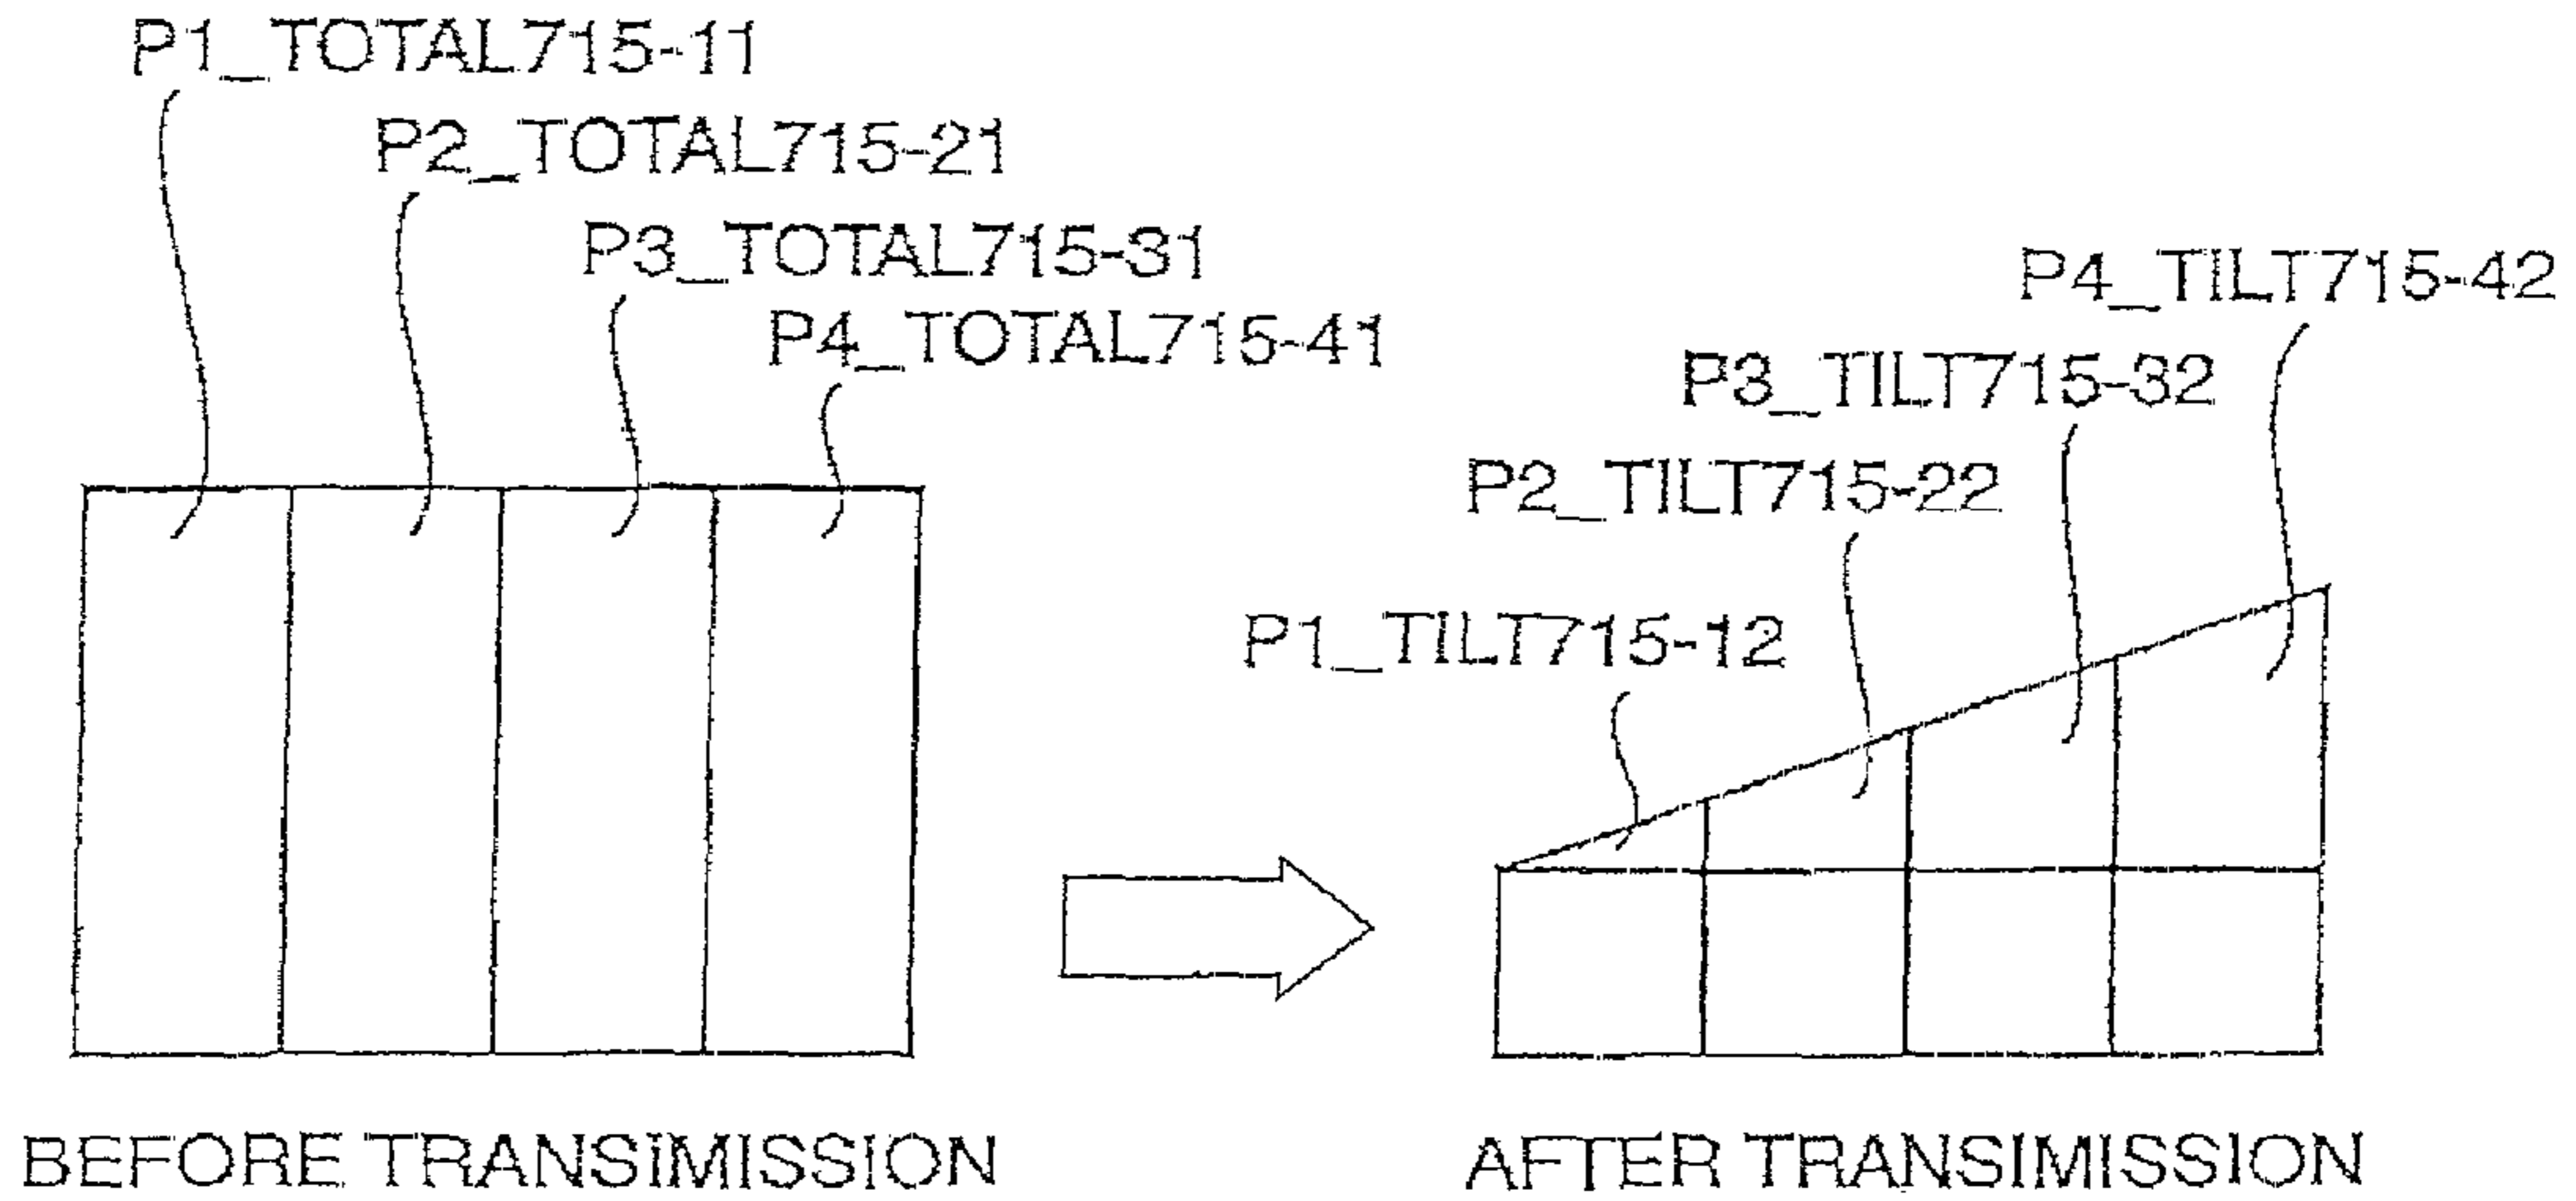 P1_TOTAL715-11
P2_TOTAL715-21
P3_TOTAL715-31
P4_TOTAL715-41
P4_TILT715-42
P3_TILT715-32
P2_TILT715-22
P1_TILT715-12
BEFORE TRANSIMISSION
AFTER TRANSIMISSION